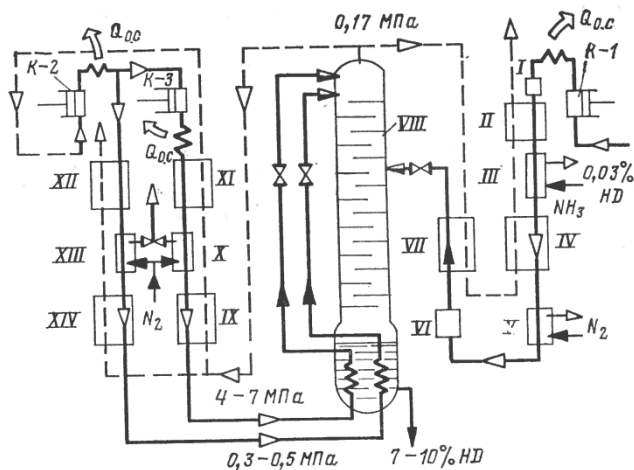 Q₀.с
0,17 МПа
Q₀.с
К-2
К-3
I
К-1
II
VIII
Q₀.с
XII
XI
III
0,03%
HD
NH₃
XIII
X
VII
IV
XIV
N₂
IX
VI
V
N₂
4-7 МПа
0,3-0,5 МПа
7-10% HD